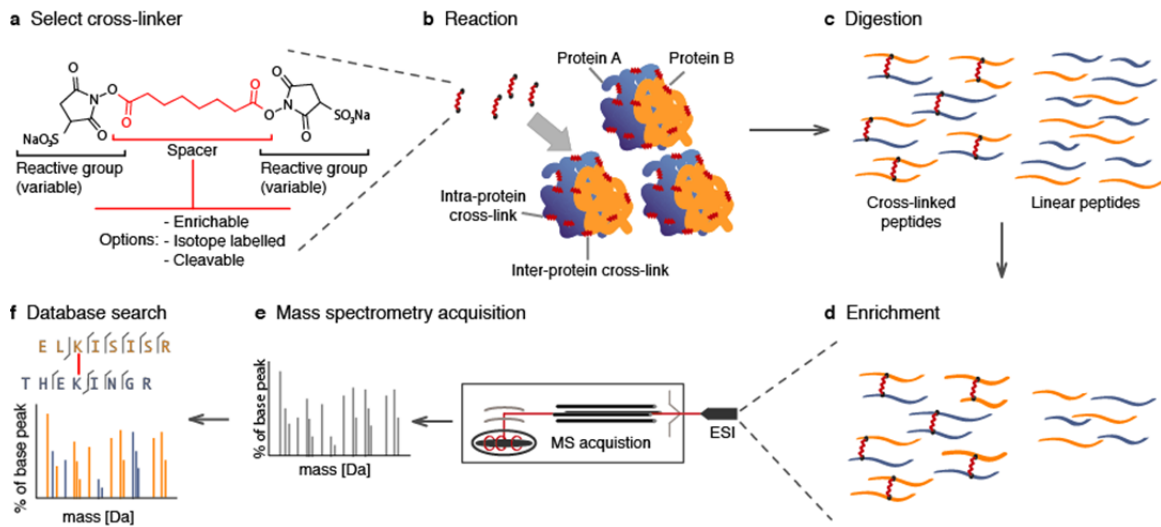 a Select cross-linker
O
O
O
O
N
O
O
N
O
O
NaO₃S
SO₃Na
Spacer
Reactive group
(variable)
Reactive group
(variable)
Options:
- Enrichable
- Isotope labelled
- Cleavable
b Reaction
Protein A
Protein B
Intra-protein
cross-link
Inter-protein cross-link
c Digestion
Cross-linked
peptides
Linear peptides
f Database search
E L K I S I S R
T H E K I N G R
% of base peak
mass [Da]
e Mass spectrometry acquisition
% of base peak
mass [Da]
MS acquistion
ESI
d Enrichment